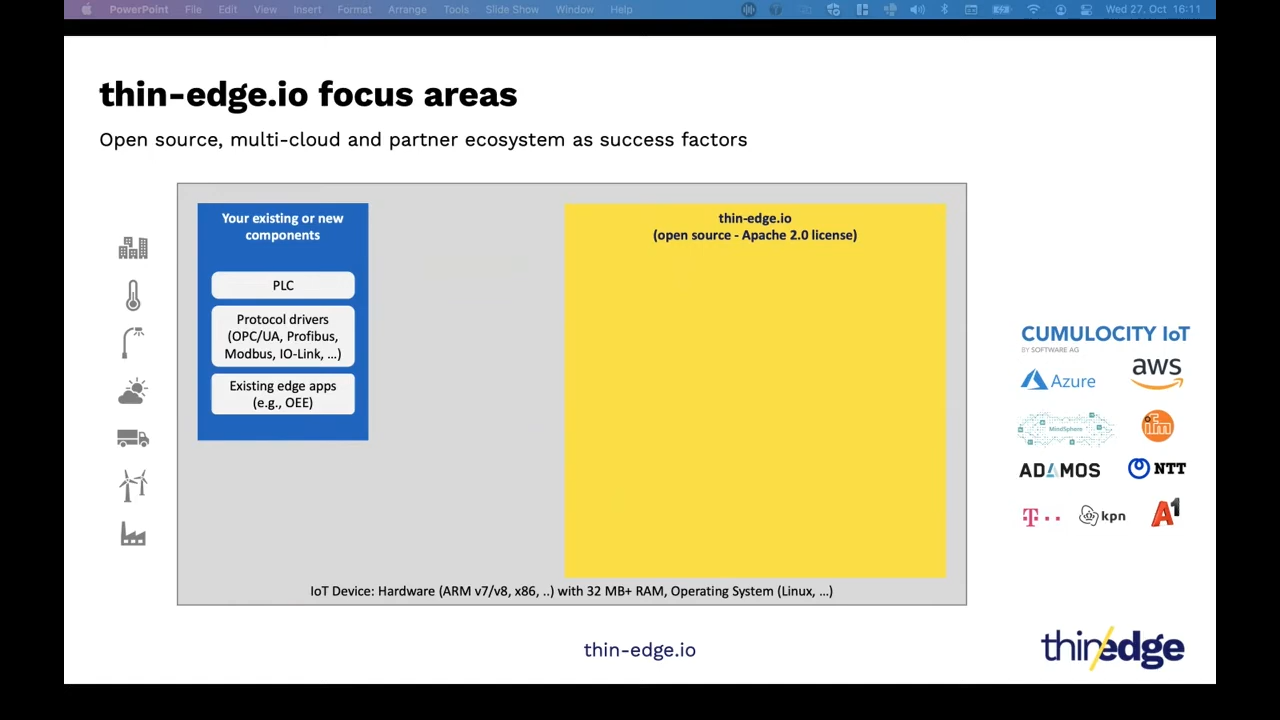 PowerPoint File Edit View Insert Format Arrange Tools Slide Show Window Help Wed 27. Oct 16:11
thin-edge.io focus areas
Open source, multi-cloud and partner ecosystem as success factors
Your existing or new
components
PLC
Protocol drivers
(OPC/UA, Profibus,
Modbus, IO-Link, ...)
Existing edge apps
(e.g., OEE)
thin-edge.io
(open source - Apache 2.0 license)
IoT Device: Hardware (ARM v7/v8, x86, ..) with 32 MB+ RAM, Operating System (Linux, ...)
CUMULOCITY IoT
BY SOFTWARE AG
Azure
aws
MindSphere
ifm
ADAMOS
NTT
T
kpn
A1
thin-edge.io
thin/edge